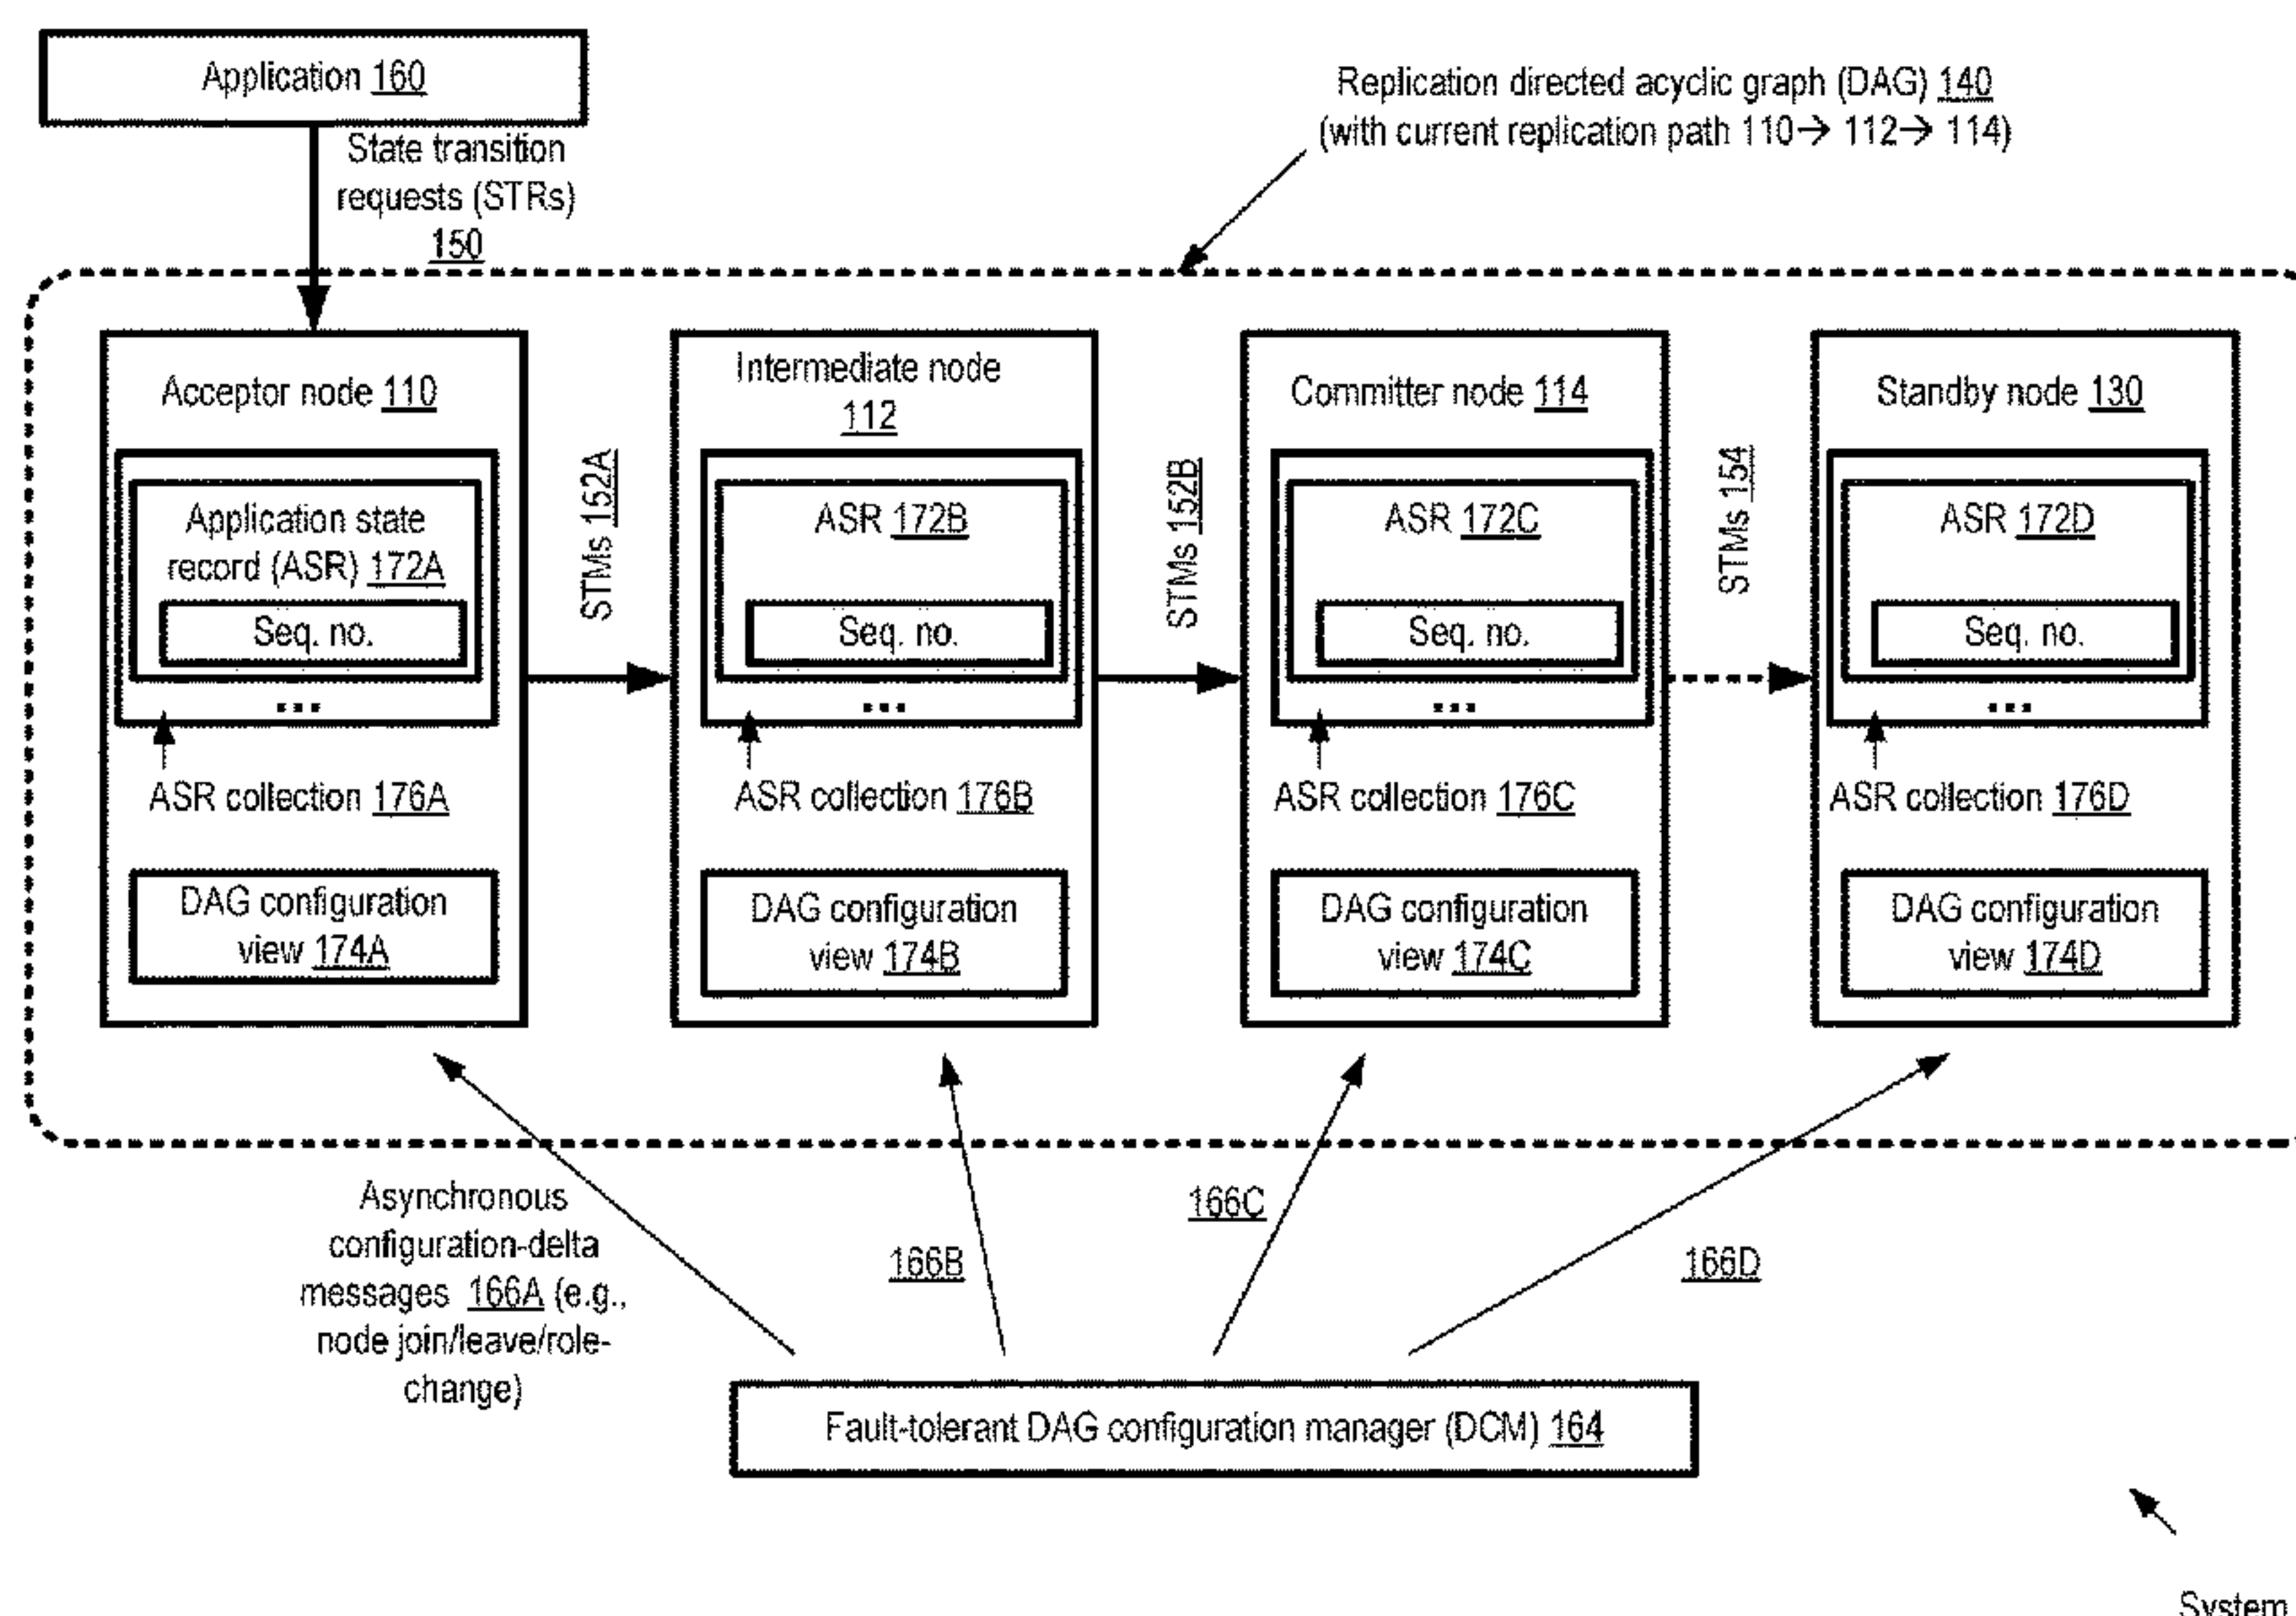 Application 160
State transition
requests (STRs)
150
Replication directed acyclic graph (DAG) 140
(with current replication path 110→ 112→ 114)
Acceptor node 110
Application state
record (ASR) 172A
Seq. no.
...
ASR collection 176A
DAG configuration
view 174A
STMs 152A
Intermediate node
112
ASR 172B
Seq. no.
...
ASR collection 176B
DAG configuration
view 174B
STMs 152B
Committer node 114
ASR 172C
Seq. no.
...
ASR collection 176C
DAG configuration
view 174C
STMs 154
Standby node 130
ASR 172D
Seq. no.
...
ASR collection 176D
DAG configuration
view 174D
Asynchronous
configuration-delta
messages 166A (e.g.,
node join/leave/role-
change)
166B
166C
166D
Fault-tolerant DAG configuration manager (DCM) 164
System